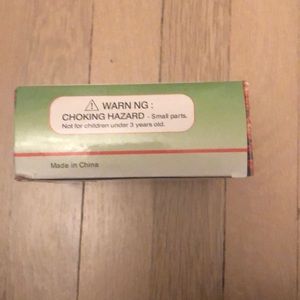 ⚠ WARN NG :
CHOKING HAZARD - Small parts.
Not for children under 3 years old.
Made in China